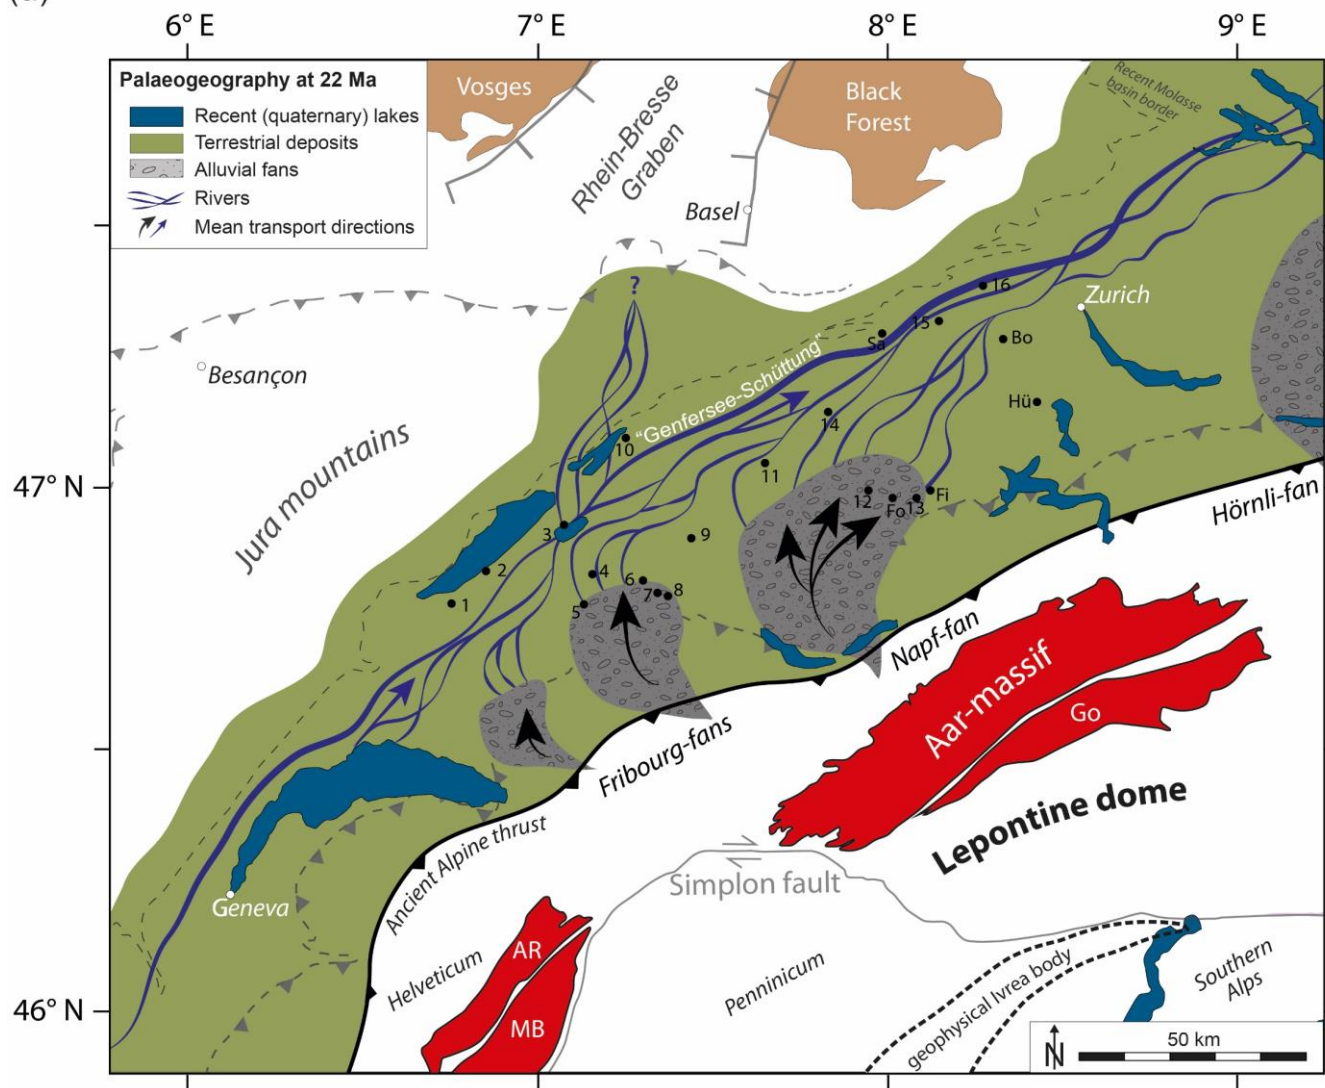 6° E
7° E
8° E
9° E
Palaeogeography at 22 Ma
Recent (quaternary) lakes
Terrestrial deposits
Alluvial fans
Rivers
Mean transport directions
Vosges
Rhein-Bresse
Graben
Black
Forest
Recent Molasse
basin border
Basel
?
16
Zurich
15
Sa
Bo
"Genfersee-Schüttung"
Besançon
Hü
14
10
Jura mountains
11
47° N
12
Fo
13
Fi
Hörnli-fan
3
9
2
4
6
7
8
1
5
Napf-fan
Aar-massif
Go
Fribourg-fans
Lepontine dome
Ancient Alpine thrust
Simplon fault
Geneva
AR
Helveticum
MB
Penninicum
geophysical Ivrea body
Southern
Alps
46° N
N
50 km